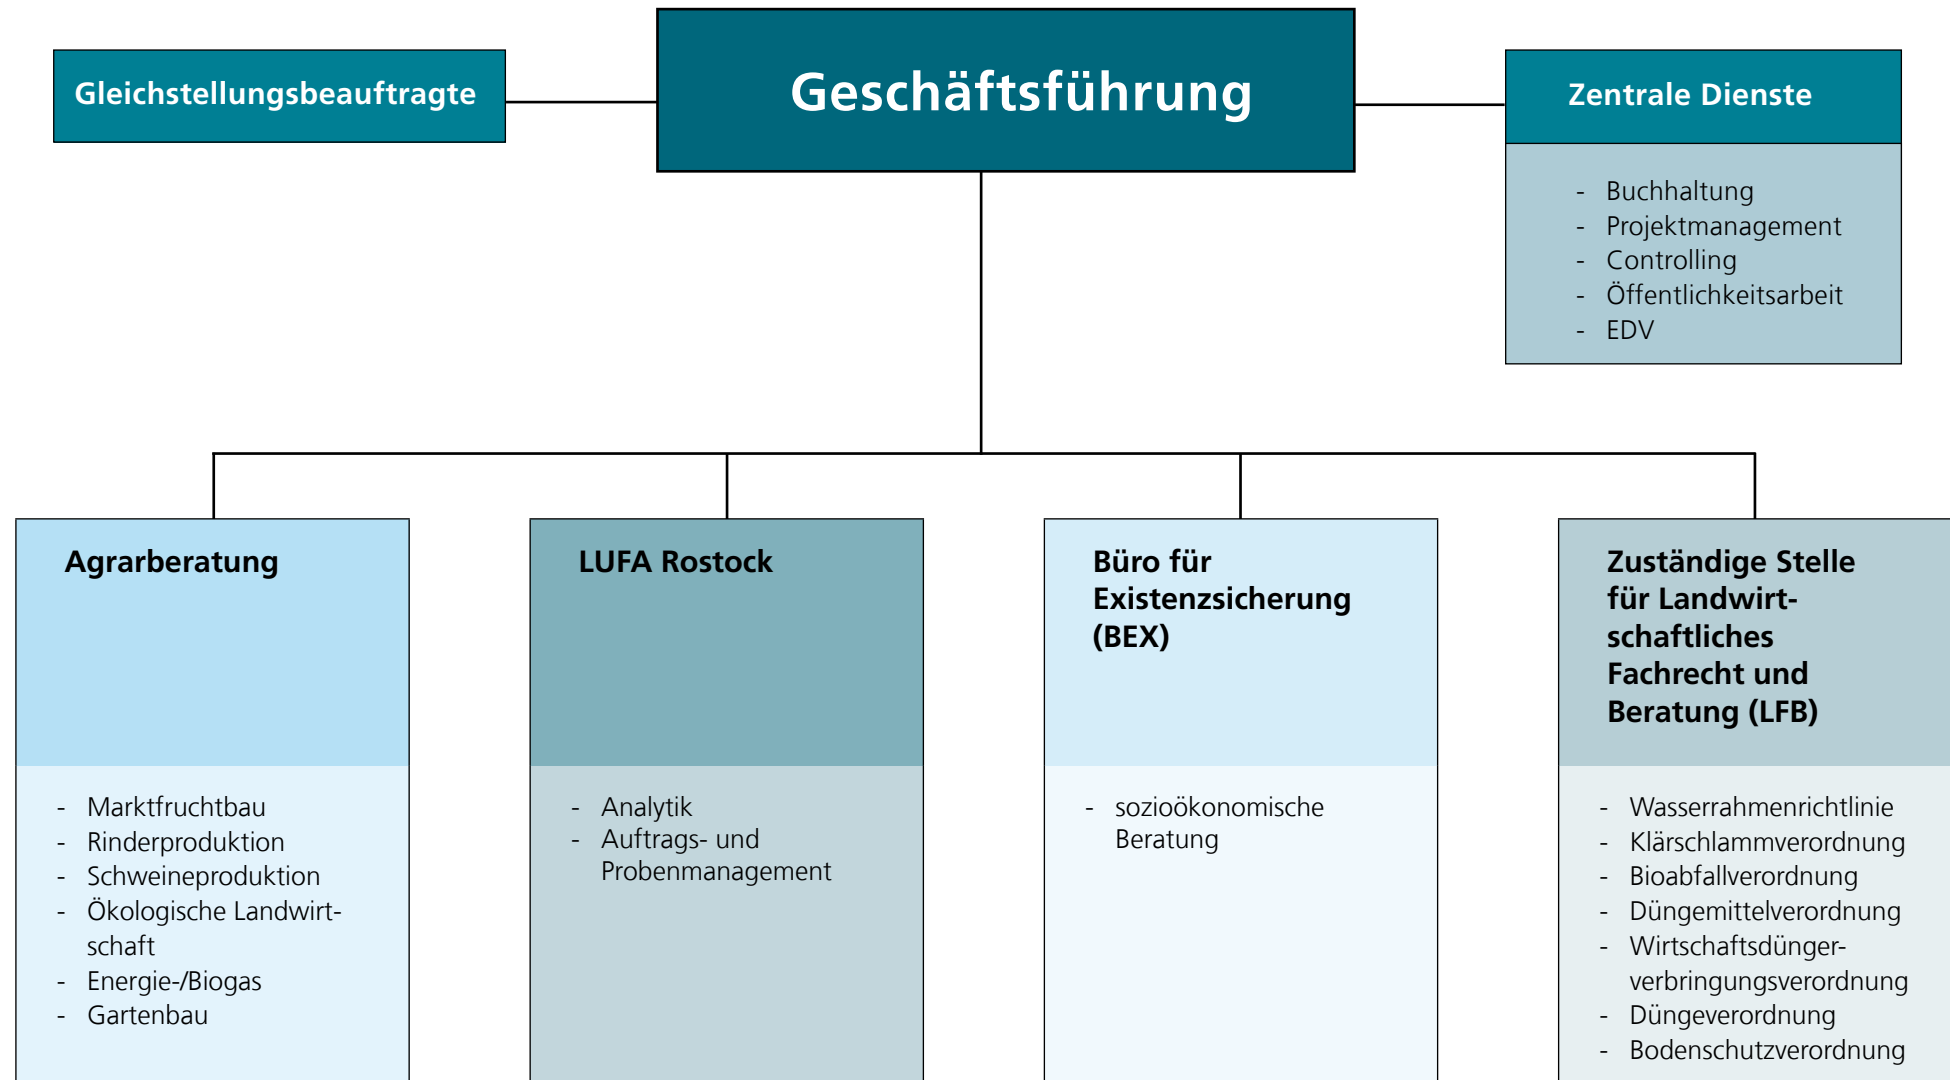 Gleichstellungsbeauftragte
Geschäftsführung
Zentrale Dienste
- Buchhaltung
- Projektmanagement
- Controlling
- Öffentlichkeitsarbeit
- EDV
Agrarberatung
- Marktfruchtbau
- Rinderproduktion
- Schweineproduktion
- Ökologische Landwirt-
schaft
- Energie-/Biogas
- Gartenbau
LUFA Rostock
- Analytik
- Auftrags- und
Probenmanagement
Büro für
Existenzsicherung
(BEX)
- sozioökonomische
Beratung
Zuständige Stelle
für Landwirt-
schaftliches
Fachrecht und
Beratung (LFB)
- Wasserrahmenrichtlinie
- Klärschlammverordnung
- Bioabfallverordnung
- Düngemittelverordnung
- Wirtschaftsdünger-
verbringungsverordnung
- Düngeverordnung
- Bodenschutzverordnung